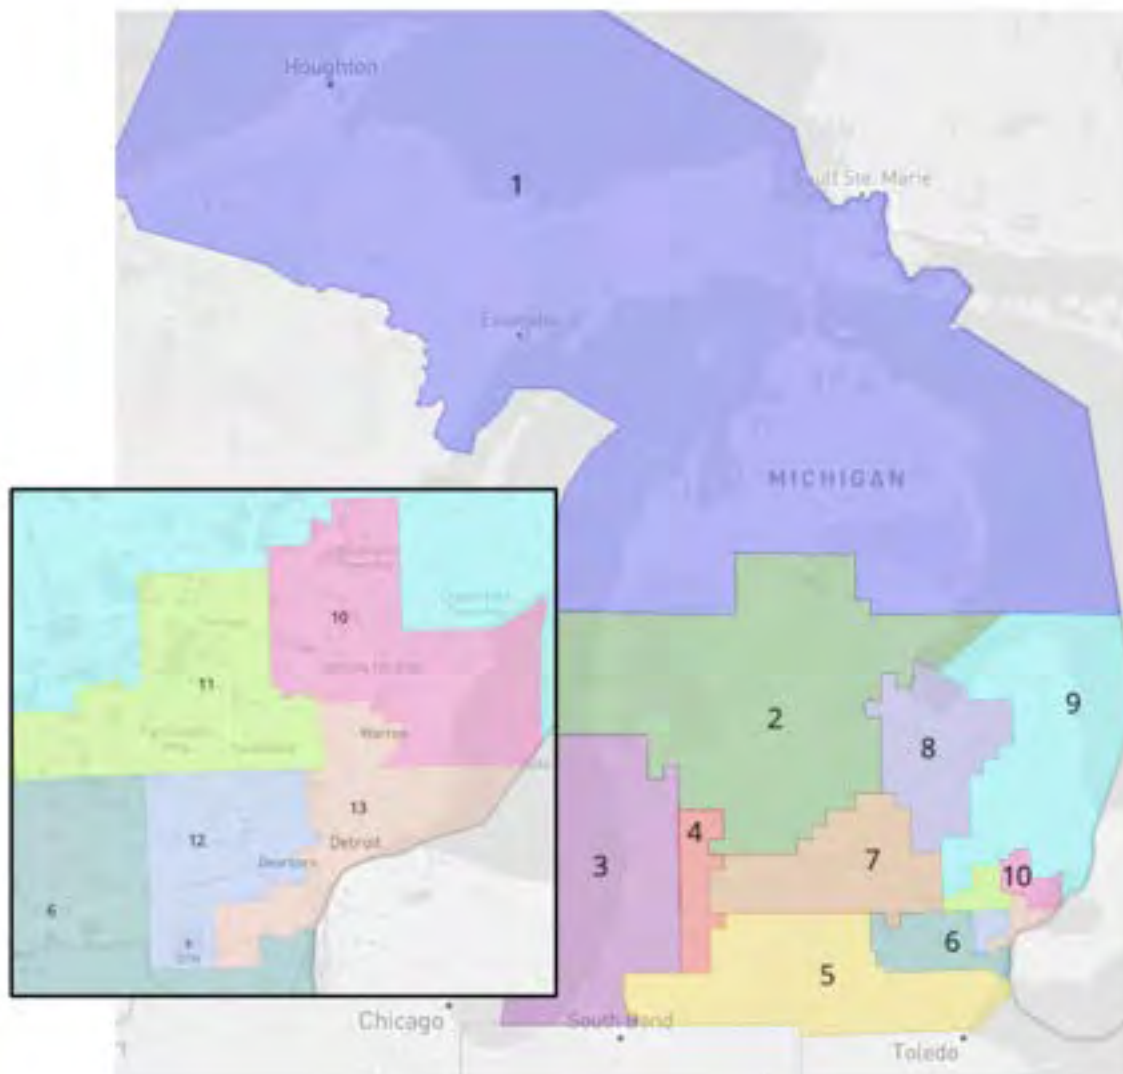 Houghton
1
Sault Ste. Marie
Escanaba
MICHIGAN
10
11
Warren
13
12
Detroit
Dearborn
6
2
9
8
4
3
7
10
6
5
Chicago
South Bend
Toledo